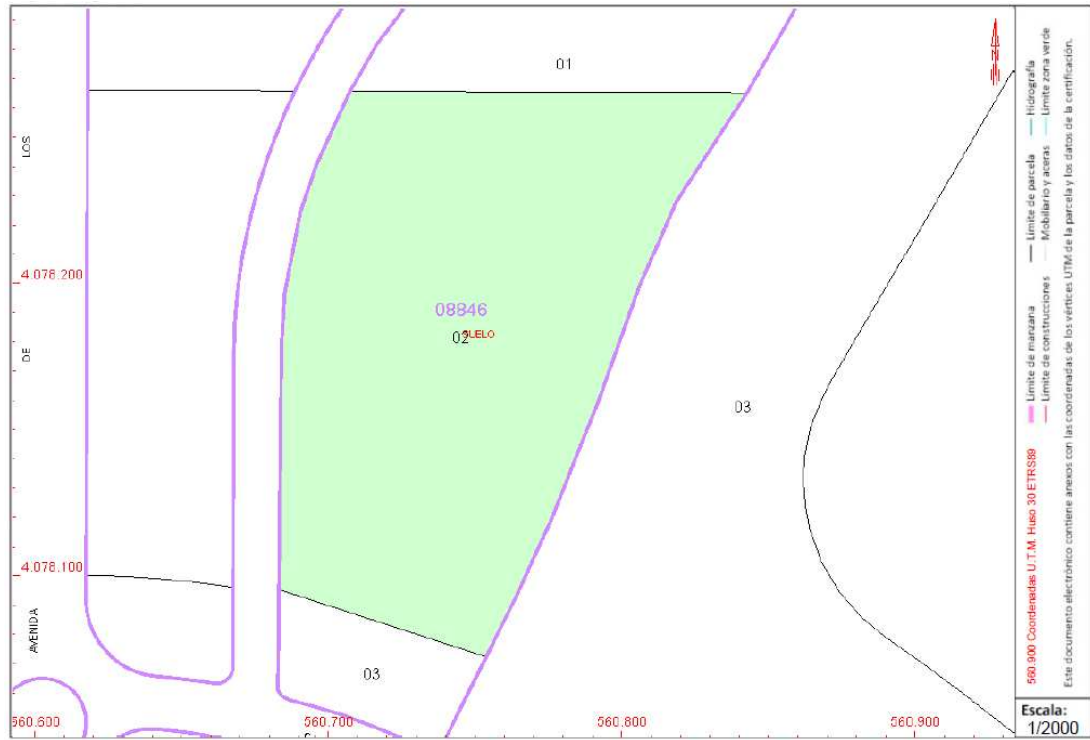 01
LOS
4.078.200
08846
SUELO
02
DE
03
4.078.100
AVENIDA
03
560.600
560.700
560.800
560.900
560.900 Coordenadas U.T.M. Huso 30 ETRS89
Límite de manzana
Límite de parcela
Hidrografía
Límite de construcciones
Mobiliario y aceras
Límite zona verde
Este documento electrónico contiene anexos con las coordenadas de los vértices UTM de la parcela y los datos de la certificación.
Escala:
1/2000